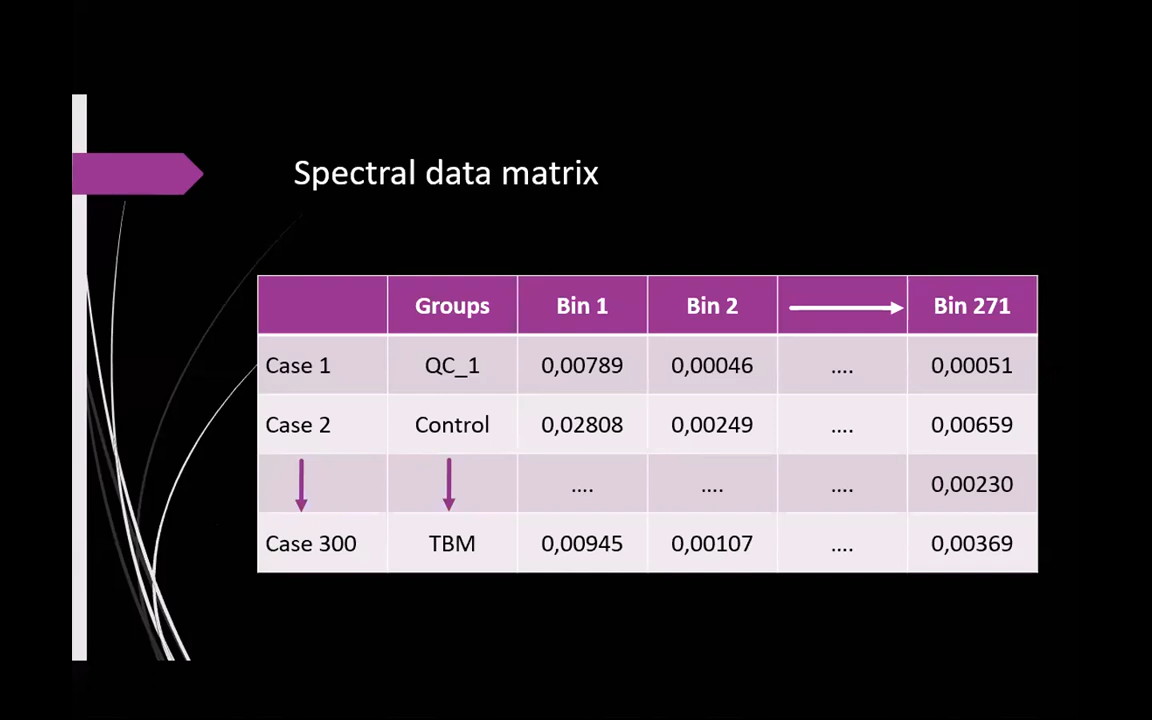 Spectral data matrix
Groups Bin 1 Bin 2 Bin 271
Case 1 QC_1 0,00789 0,00046 .... 0,00051
Case 2 Control 0,02808 0,00249 .... 0,00659
.... .... .... 0,00230
Case 300 TBM 0,00945 0,00107 .... 0,00369